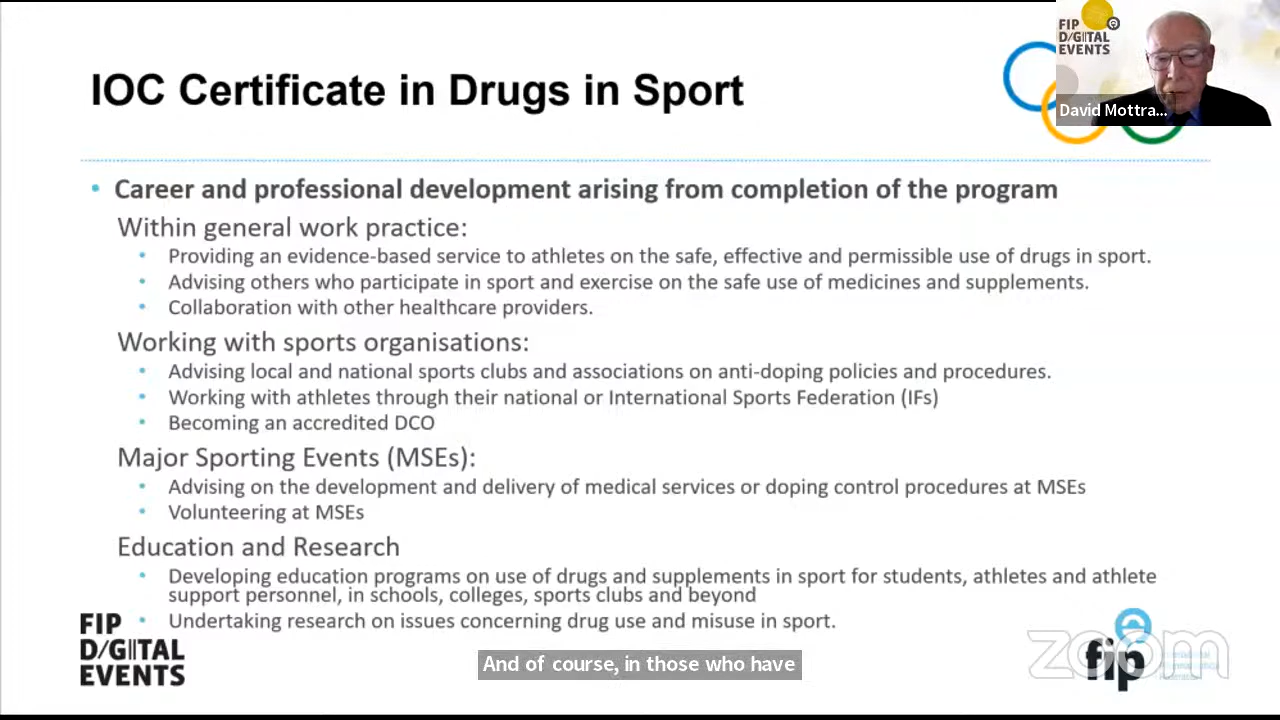 IOC Certificate in Drugs in Sport
FIP
D/G|TAL
EVENTS
David Mottra...
• Career and professional development arising from completion of the program
Within general work practice:
• Providing an evidence-based service to athletes on the safe, effective and permissible use of drugs in sport.
• Advising others who participate in sport and exercise on the safe use of medicines and supplements.
• Collaboration with other healthcare providers.
Working with sports organisations:
• Advising local and national sports clubs and associations on anti-doping policies and procedures.
• Working with athletes through their national or International Sports Federation (IFs)
• Becoming an accredited DCO
Major Sporting Events (MSEs):
• Advising on the development and delivery of medical services or doping control procedures at MSEs
• Volunteering at MSEs
Education and Research
• Developing education programs on use of drugs and supplements in sport for students, athletes and athlete
support personnel, in schools, colleges, sports clubs and beyond
• Undertaking research on issues concerning drug use and misuse in sport.
FIP
D/G|TAL
EVENTS
And of course, in those who have
fip
zoom